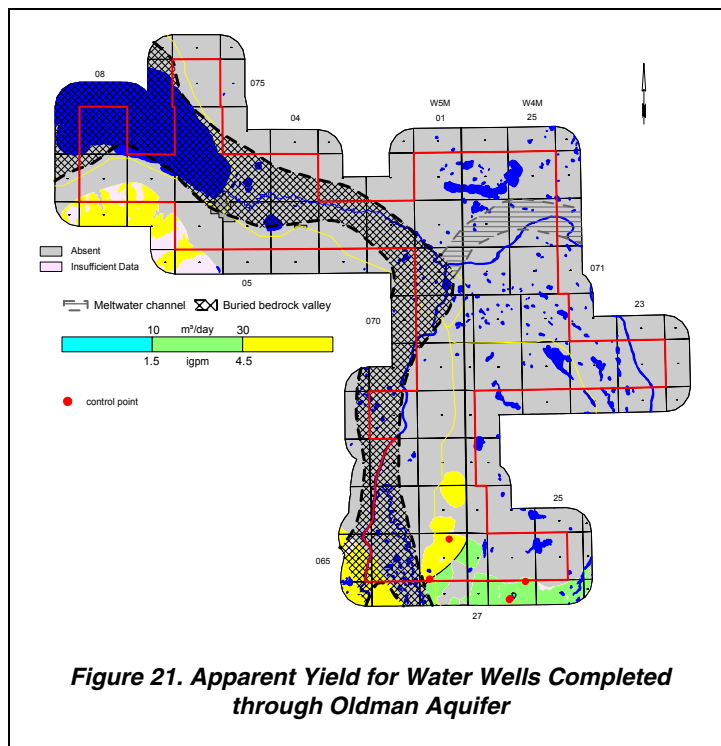 08
075
04
W5M
W4M
01
25
Absent
Insufficient Data
05
071
Meltwater channel
Buried bedrock valley
070
23
10
m³/day
30
1.5
igpm
4.5
control point
25
065
27
Figure 21. Apparent Yield for Water Wells Completed
through Oldman Aquifer